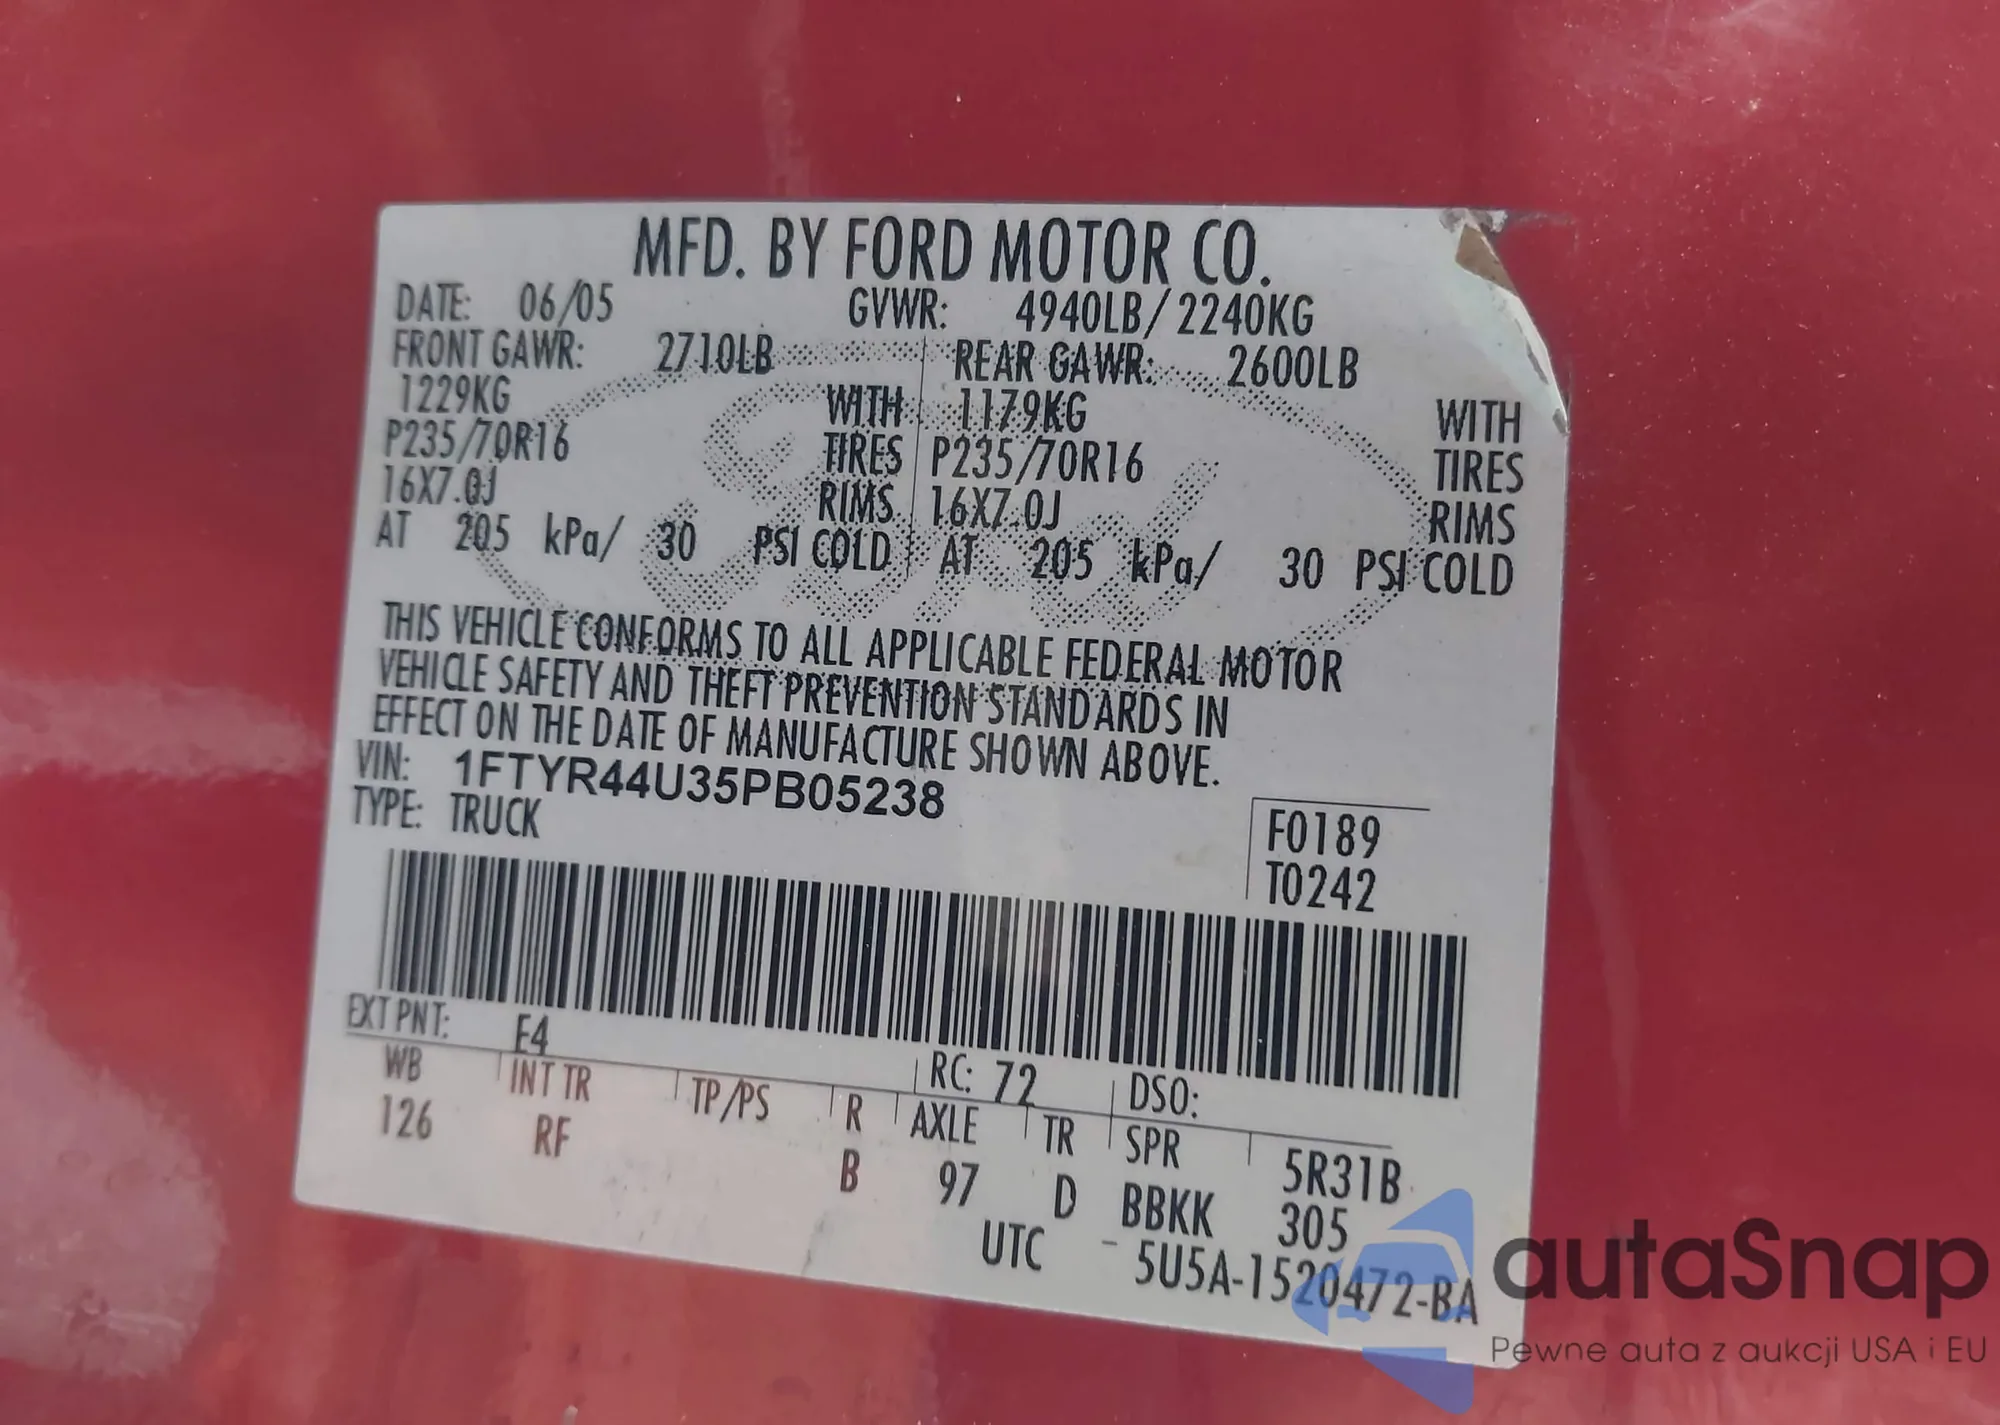 MFD. BY FORD MOTOR CO.
DATE: 06/05 GVWR: 4940LB/2240KG
FRONT GAWR: 2710LB REAR GAWR: 2600LB
1229KG WITH 1179KG WITH
P235/70R16 TIRES P235/70R16 TIRES
16X7.0J RIMS 16X7.0J RIMS
AT 205 kPa/ 30 PSI COLD AT 205 kPa/ 30 PSI COLD
THIS VEHICLE CONFORMS TO ALL APPLICABLE FEDERAL MOTOR
VEHICLE SAFETY AND THEFT PREVENTION STANDARDS IN
EFFECT ON THE DATE OF MANUFACTURE SHOWN ABOVE.
VIN: 1FTYR44U35PB05238
TYPE: TRUCK
F0189
T0242
EXT PNT: E4 RC: 72 DSO:
WB INT TR TP/PS R AXLE TR SPR 5R31B
126 RF B 97 D BBKK 305
UTC - 5U5A-1520472-BA
Ford
autaSnap
Pewne auta z aukcji USA i EU